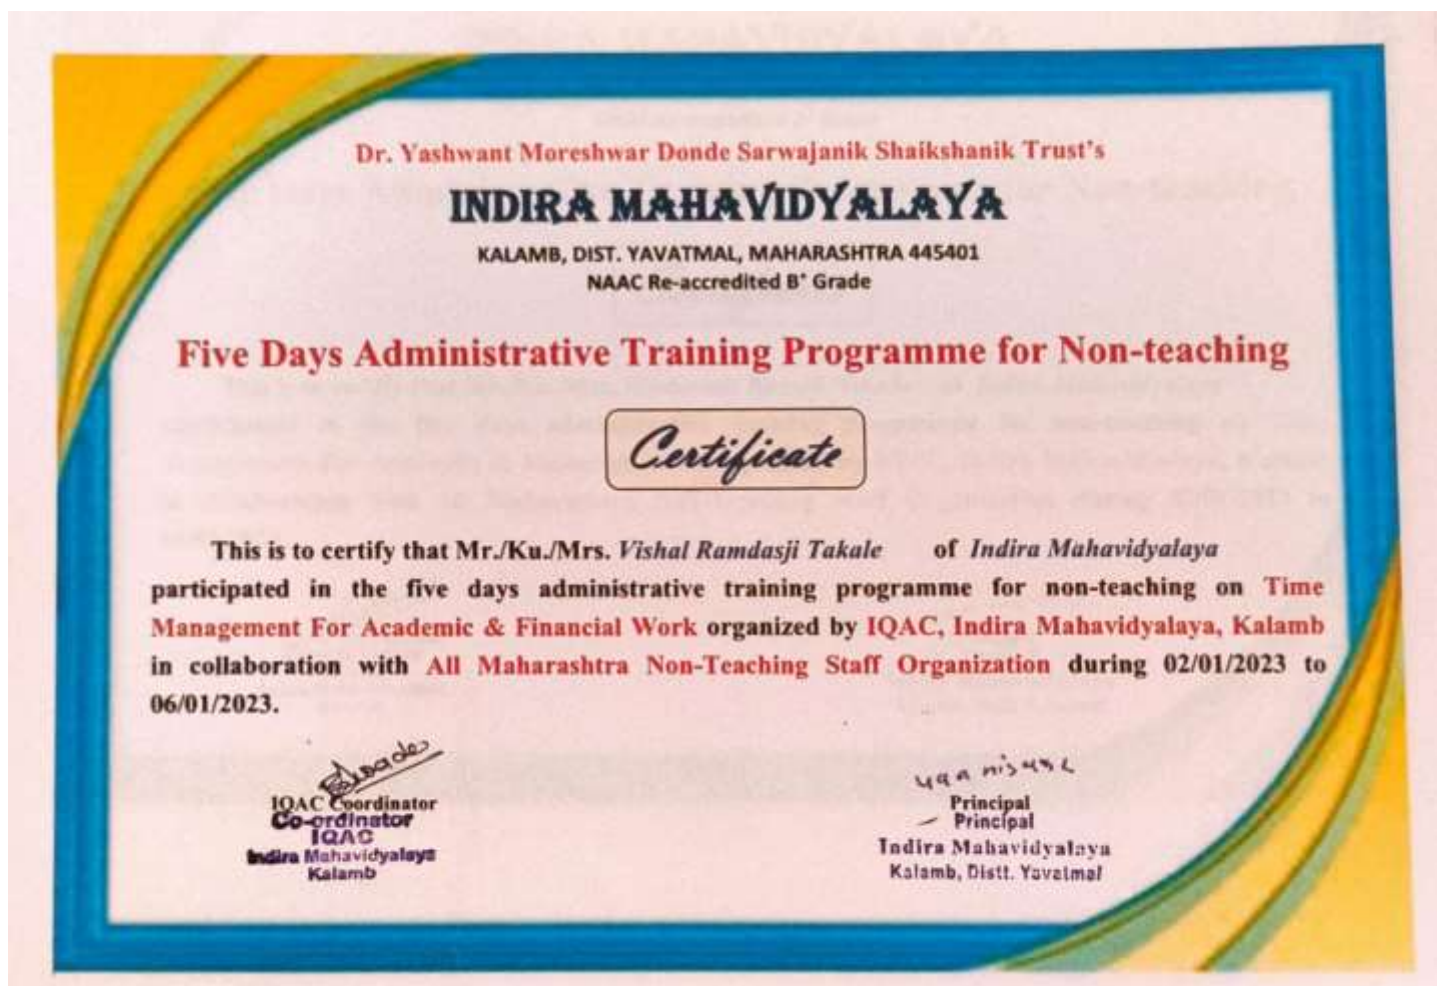 Dr. Yashwant Moreshwar Donde Sarwajanik Shaikshanik Trust's
INDIRA MAHAVIDYALAYA
KALAMB, DIST. YAVATMAL, MAHARASHTRA 445401
NAAC Re-accredited B+ Grade
Five Days Administrative Training Programme for Non-teaching
Certificate
This is to certify that Mr./Ku./Mrs. Vishal Ramdasji Takale of Indira Mahavidyalaya
participated in the five days administrative training programme for non-teaching on Time
Management For Academic & Financial Work organized by IQAC, Indira Mahavidyalaya, Kalamb
in collaboration with All Maharashtra Non-Teaching Staff Organization during 02/01/2023 to
06/01/2023.
IQAC Coordinator
Co-ordinator
IQAC
Indira Mahavidyalaya
Kalamb
Principal
Principal
Indira Mahavidyalaya
Kalamb, Distt. Yavatmal